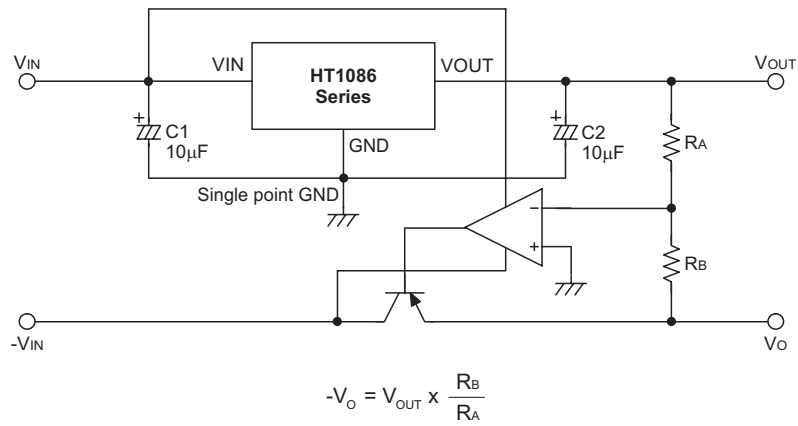 VIN
VIN
HT1086
Series
VOUT
VOUT
+
C1
10μF
GND
+
C2
10μF
RA
Single point GND
−
+
RB
-VIN
VO
-VO = VOUT x RB
RA